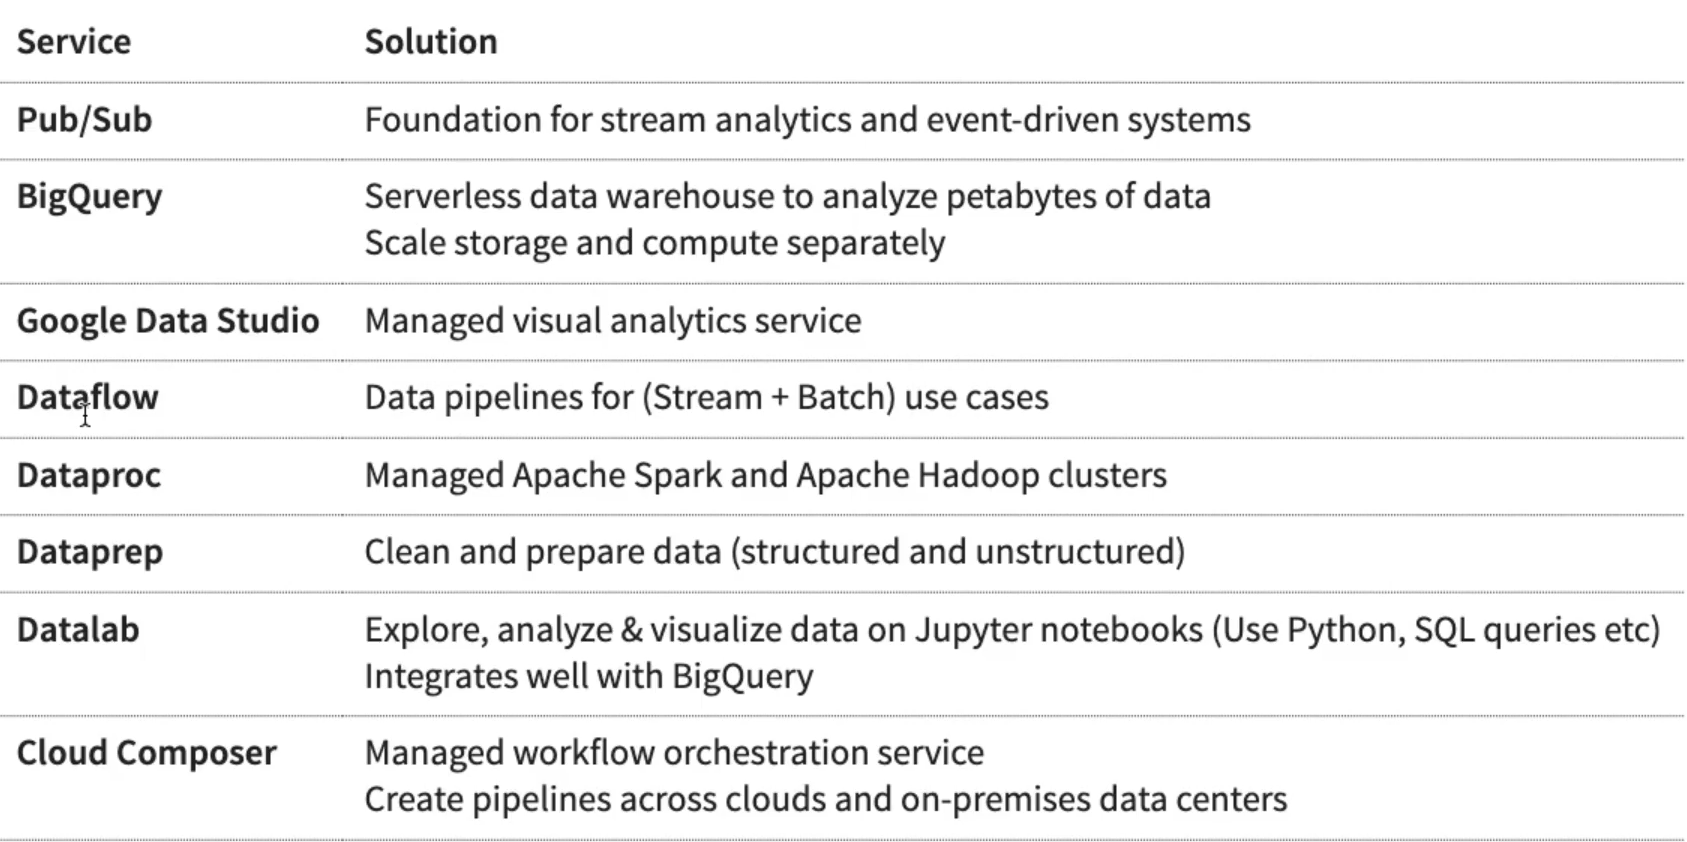 Service Solution
Pub/Sub Foundation for stream analytics and event-driven systems
BigQuery Serverless data warehouse to analyze petabytes of data
Scale storage and compute separately
Google Data Studio Managed visual analytics service
Dataflow Data pipelines for (Stream + Batch) use cases
Dataproc Managed Apache Spark and Apache Hadoop clusters
Dataprep Clean and prepare data (structured and unstructured)
Datalab Explore, analyze & visualize data on Jupyter notebooks (Use Python, SQL queries etc)
Integrates well with BigQuery
Cloud Composer Managed workflow orchestration service
Create pipelines across clouds and on-premises data centers